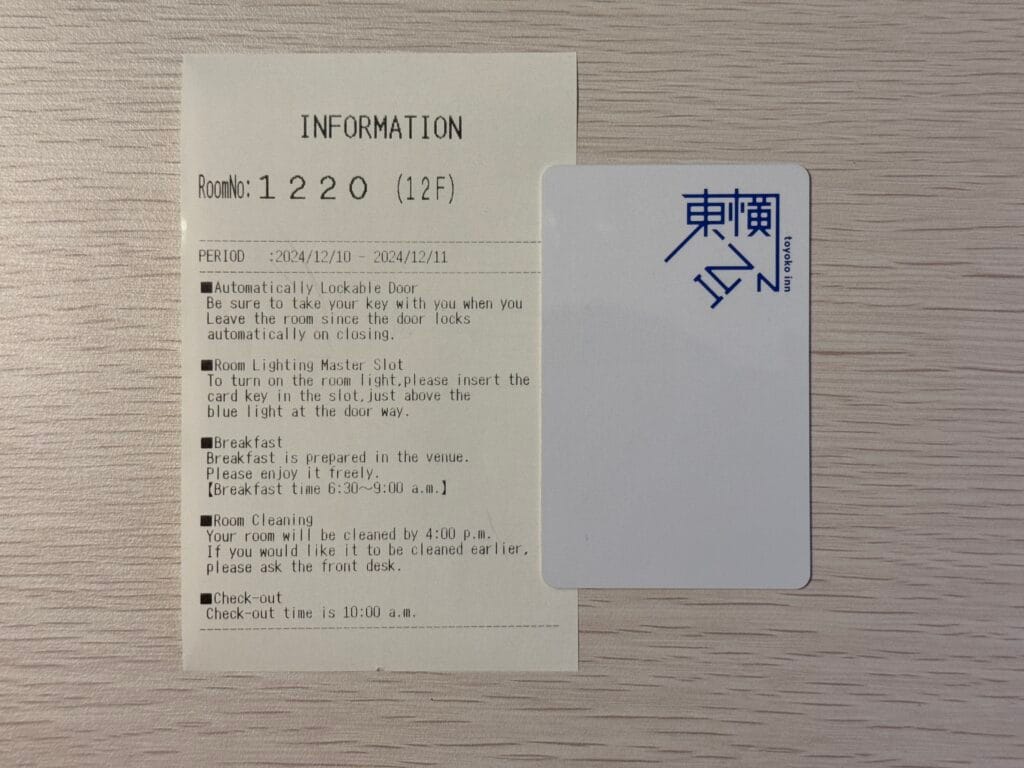 INFORMATION
RoomNo:1220 (12F)
PERIOD :2024/12/10 - 2024/12/11
■Automatically Lockable Door
Be sure to take your key with you when you
Leave the room since the door locks
automatically on closing.
■Room Lighting Master Slot
To turn on the room light,please insert the
card key in the slot,just above the
blue light at the door way.
■Breakfast
Breakfast is prepared in the venue.
Please enjoy it freely.
【Breakfast time 6:30～9:00 a.m.】
■Room Cleaning
Your room will be cleaned by 4:00 p.m.
If you would like it to be cleaned earlier,
please ask the front desk.
■Check-out
Check-out time is 10:00 a.m.
東横
INN
toyoko inn